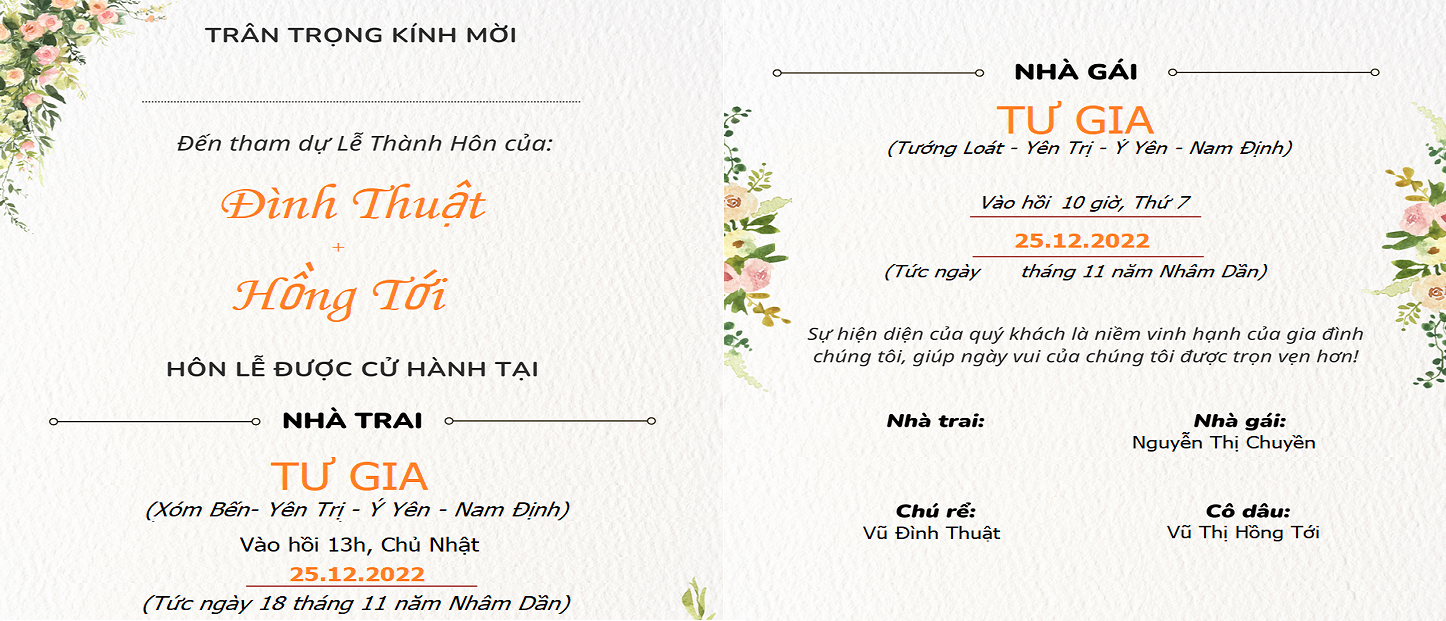 TRÂN TRỌNG KÍNH MỜI
Đến tham dự Lễ Thành Hôn của:
Đình Thuật
+
Hồng Tới
HÔN LỄ ĐƯỢC CỬ HÀNH TẠI
NHÀ TRAI
TƯ GIA
(Xóm Bến- Yên Trị - Ý Yên - Nam Định)
Vào hồi 13h, Chủ Nhật
25.12.2022
(Tức ngày 18 tháng 11 năm Nhâm Dần)
NHÀ GÁI
TƯ GIA
(Tướng Loát - Yên Trị - Ý Yên - Nam Định)
Vào hồi 10 giờ, Thứ 7
25.12.2022
(Tức ngày tháng 11 năm Nhâm Dần)
Sự hiện diện của quý khách là niềm vinh hạnh của gia đình
chúng tôi, giúp ngày vui của chúng tôi được trọn vẹn hơn!
Nhà trai:
Nhà gái:
Nguyễn Thị Chuyền
Chú rể:
Vũ Đình Thuật
Cô dâu:
Vũ Thị Hồng Tới